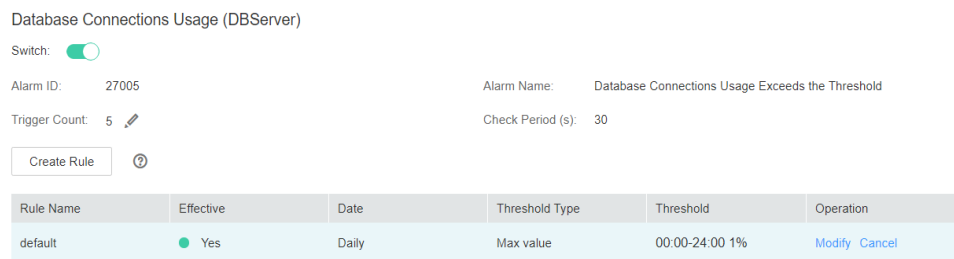 Database Connections Usage (DBServer)
Switch:
Alarm ID: 27005 Alarm Name: Database Connections Usage Exceeds the Threshold
Trigger Count: 5 Check Period (s): 30
Create Rule ?
Rule Name Effective Date Threshold Type Threshold Operation
default Yes Daily Max value 00:00-24:00 1% Modify Cancel